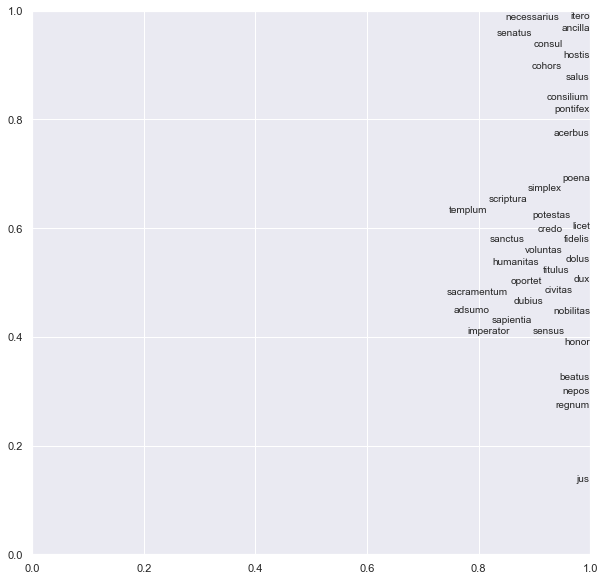 1.0
necessarius
itero
ancilla
senatus
consul
hostis
cohors
salus
consilium
pontifex
0.8
acerbus
poena
simplex
scriptura
templum
potestas
0.6
credo
licet
sanctus
fidelis
voluntas
humanitas
dolus
titulus
oportet
dux
sacramentum
civitas
dubius
adsumo
nobilitas
sapientia
imperator
sensus
0.4
honor
beatus
nepos
regnum
0.2
jus
0.0
0.0 0.2 0.4 0.6 0.8 1.0